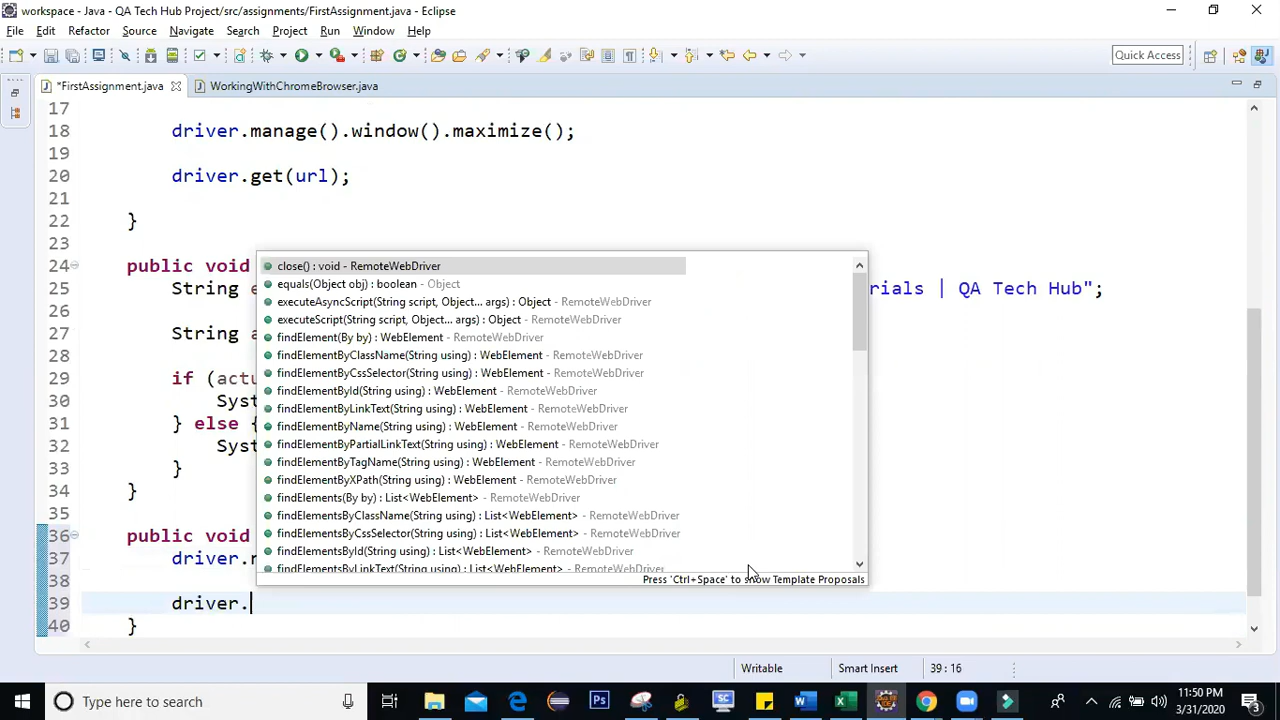 workspace - Java - QA Tech Hub Project/src/assignments/FirstAssignment.java - Eclipse
File Edit Refactor Source Navigate Search Project Run Window Help
Quick Access
*FirstAssignment.java WorkingWithChromeBrowser.java
17
18 driver.manage().window().maximize();
19
20 driver.get(url);
21
22 }
23
24 public void
25 String rials | QA Tech Hub";
26
27 String
28
29 if (actu
30 Syst
31 } else {
32 Syst
33 }
34 }
35
36 public void
37 driver.
38
39 driver.
40 }
close() : void - RemoteWebDriver
equals(Object obj) : boolean - Object
executeAsyncScript(String script, Object... args) : Object - RemoteWebDriver
executeScript(String script, Object... args) : Object - RemoteWebDriver
findElement(By by) : WebElement - RemoteWebDriver
findElementByClassName(String using) : WebElement - RemoteWebDriver
findElementByCssSelector(String using) : WebElement - RemoteWebDriver
findElementById(String using) : WebElement - RemoteWebDriver
findElementByLinkText(String using) : WebElement - RemoteWebDriver
findElementByName(String using) : WebElement - RemoteWebDriver
findElementByPartialLinkText(String using) : WebElement - RemoteWebDriver
findElementByTagName(String using) : WebElement - RemoteWebDriver
findElementByXPath(String using) : WebElement - RemoteWebDriver
findElements(By by) : List<WebElement> - RemoteWebDriver
findElementsByClassName(String using) : List<WebElement> - RemoteWebDriver
findElementsByCssSelector(String using) : List<WebElement> - RemoteWebDriver
findElementsById(String using) : List<WebElement> - RemoteWebDriver
findElementsByLinkText(String using) : List<WebElement> - RemoteWebDriver
Press 'Ctrl+Space' to show Template Proposals
Writable Smart Insert 39 : 16
Type here to search
11:50 PM
3/31/2020
3